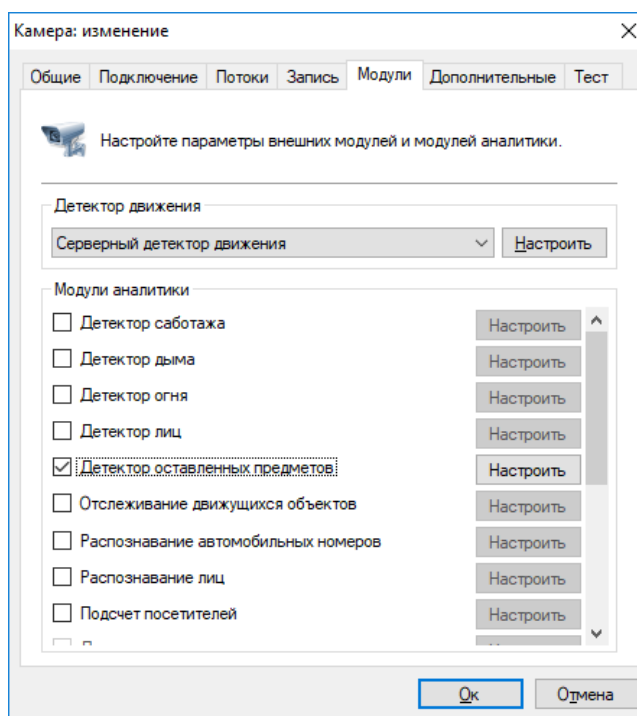 Камера: изменение
Общие Подключение Потоки Запись Модули Дополнительные Тест
Настройте параметры внешних модулей и модулей аналитики.
Детектор движения
Серверный детектор движения Настроить
Модули аналитики
Детектор саботажа Настроить
Детектор дыма Настроить
Детектор огня Настроить
Детектор лиц Настроить
Детектор оставленных предметов Настроить
Отслеживание движущихся объектов Настроить
Распознавание автомобильных номеров Настроить
Распознавание лиц Настроить
Подсчет посетителей Настроить
Ок Отмена